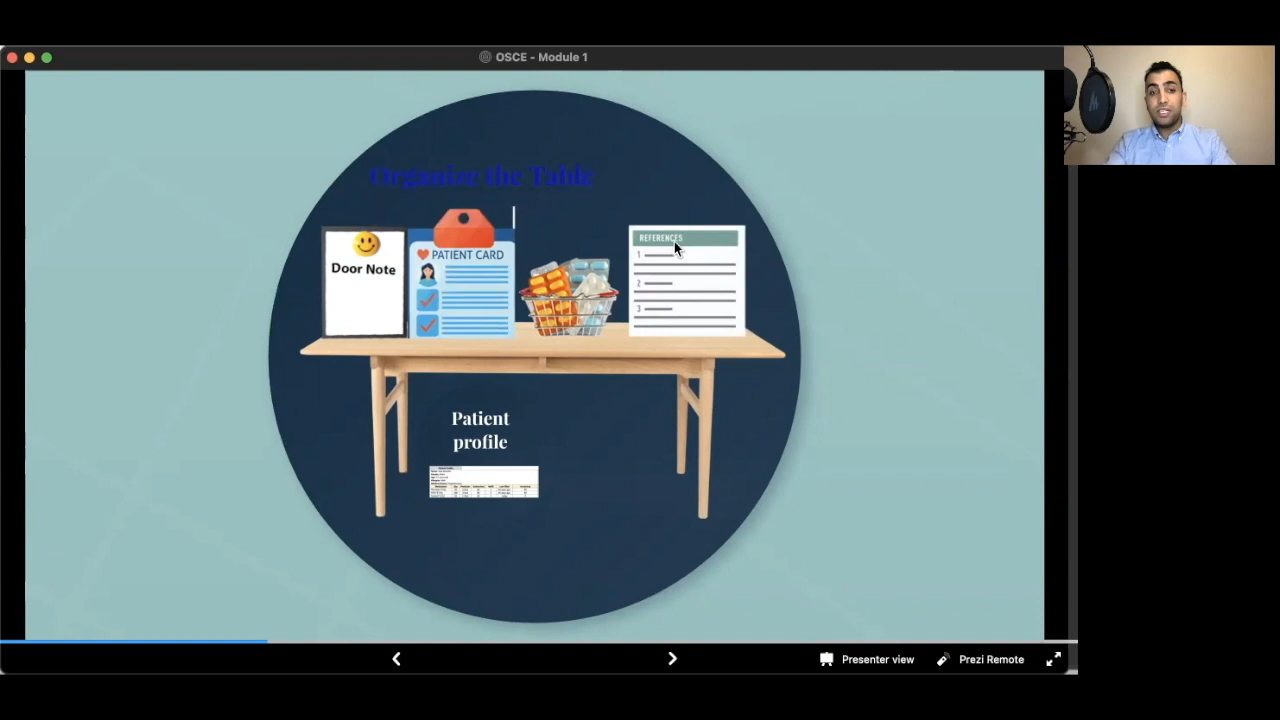 OSCE - Module 1
Organize the Table
Door Note
PATIENT CARD
REFERENCES
1
2
3
Patient
profile
Presenter view
Prezi Remote